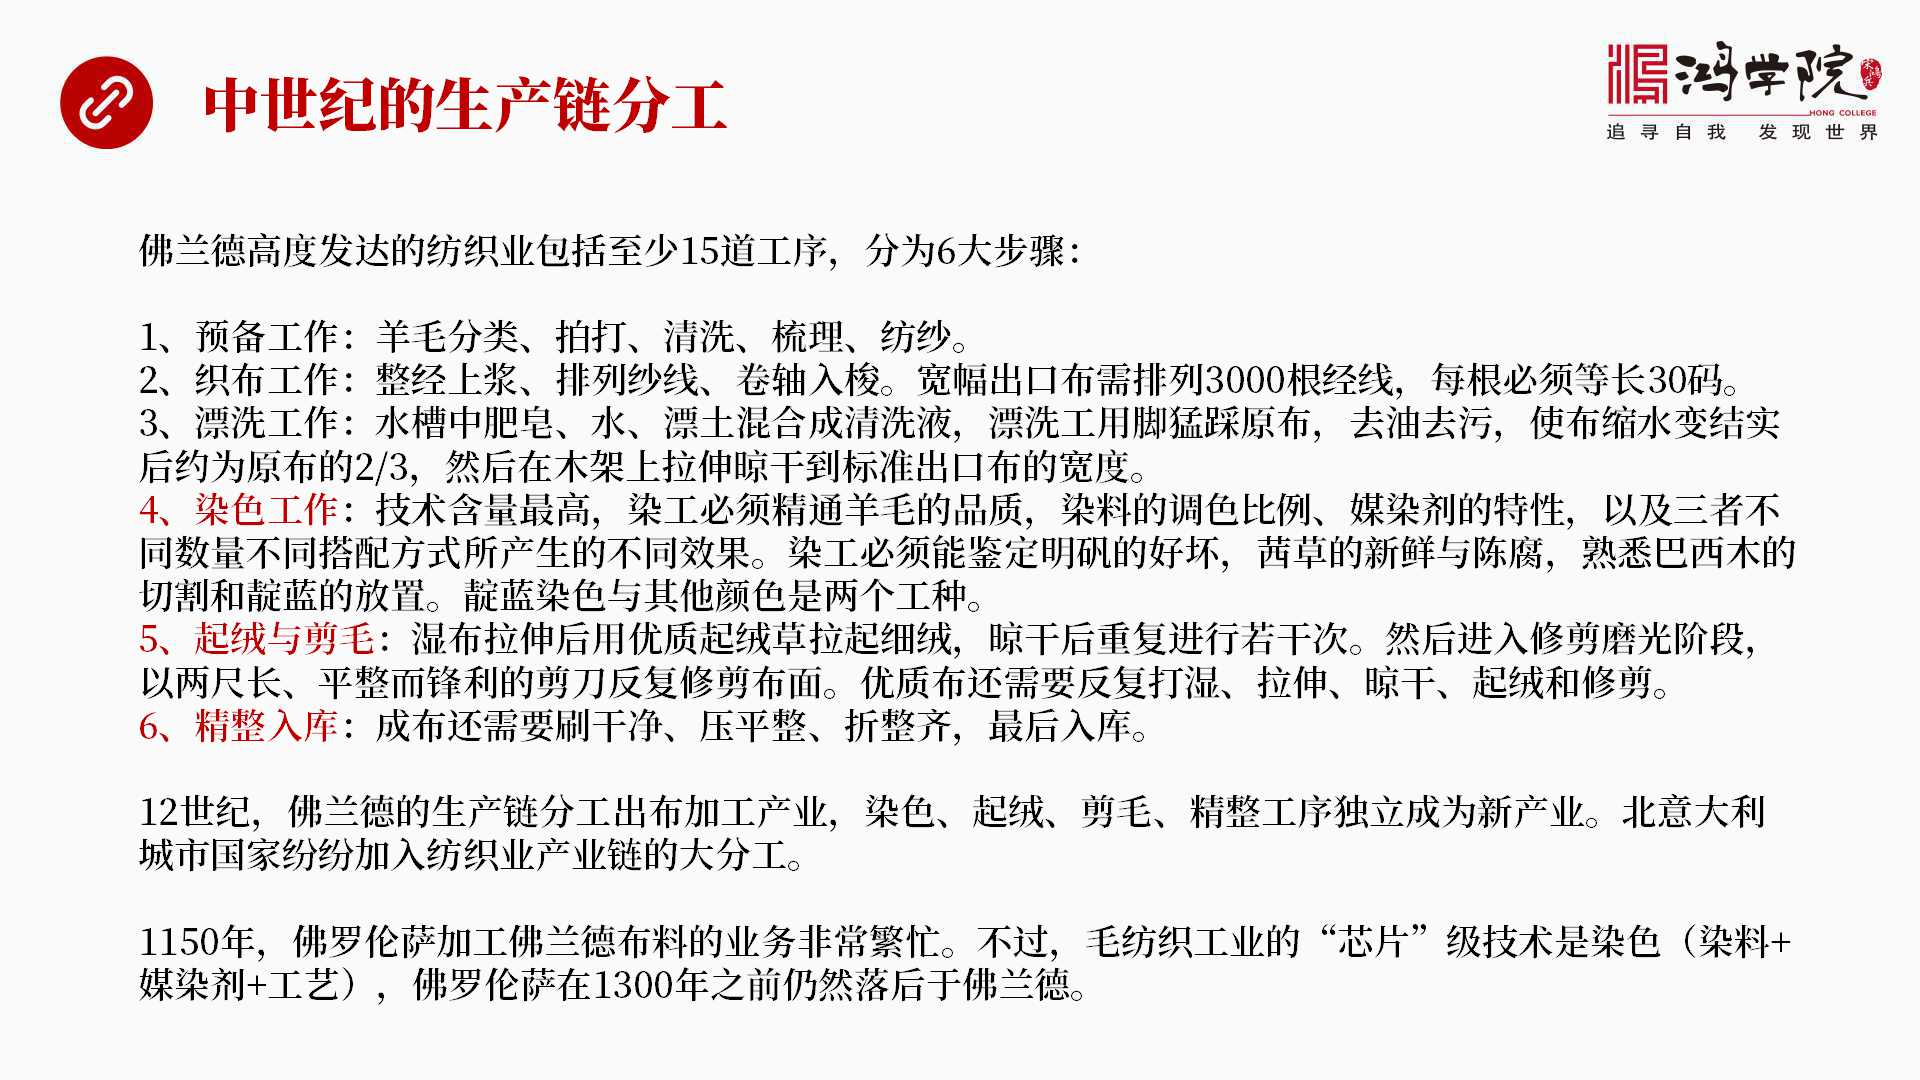 中世纪的生产链分工
鸿学院
宋鸿兵
HONG COLLEGE
追寻自我 发现世界
佛兰德高度发达的纺织业包括至少15道工序，分为6大步骤：
1、预备工作：羊毛分类、拍打、清洗、梳理、纺纱。
2、织布工作：整经上浆、排列纱线、卷轴入梭。宽幅出口布需排列3000根经线，每根必须等长30码。
3、漂洗工作：水槽中肥皂、水、漂土混合成清洗液，漂洗工用脚猛踩原布，去油去污，使布缩水变结实
后约为原布的2/3，然后在木架上拉伸晾干到标准出口布的宽度。
4、染色工作：技术含量最高，染工必须精通羊毛的品质，染料的调色比例、媒染剂的特性，以及三者不
同数量不同搭配方式所产生的不同效果。染工必须能鉴定明矾的好坏，茜草的新鲜与陈腐，熟悉巴西木的
切割和靛蓝的放置。靛蓝染色与其他颜色是两个工种。
5、起绒与剪毛：湿布拉伸后用优质起绒草拉起细绒，晾干后重复进行若干次。然后进入修剪磨光阶段，
以两尺长、平整而锋利的剪刀反复修剪布面。优质布还需要反复打湿、拉伸、晾干、起绒和修剪。
6、精整入库：成布还需要刷干净、压平整、折整齐，最后入库。
12世纪，佛兰德的生产链分工出布加工产业，染色、起绒、剪毛、精整工序独立成为新产业。北意大利
城市国家纷纷加入纺织业产业链的大分工。
1150年，佛罗伦萨加工佛兰德布料的业务非常繁忙。不过，毛纺织工业的“芯片”级技术是染色（染料+
媒染剂+工艺），佛罗伦萨在1300年之前仍然落后于佛兰德。